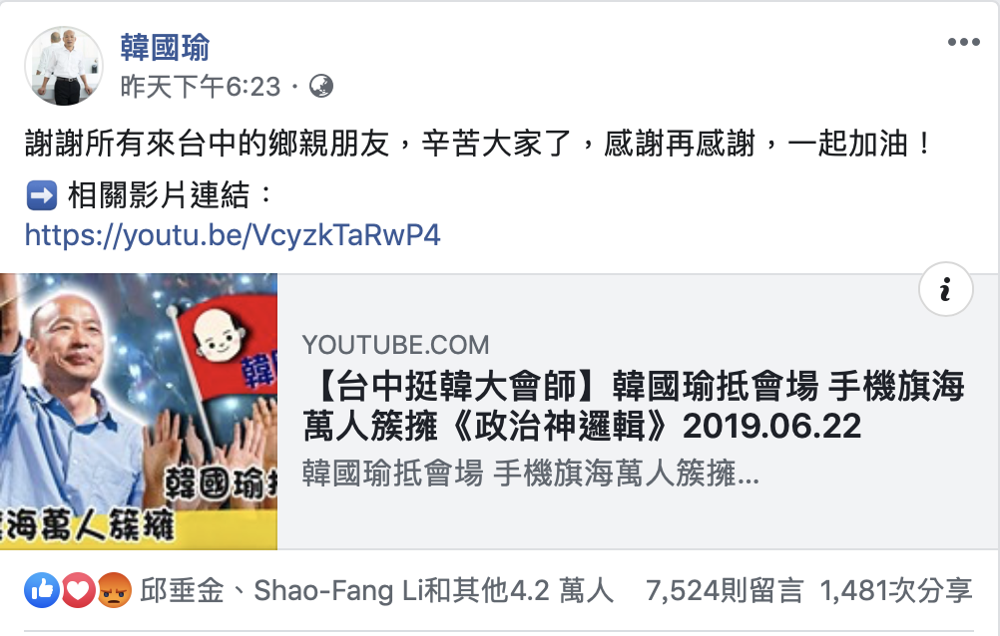 韓國瑜
昨天下午6:23 ·
謝謝所有來台中的鄉親朋友，辛苦大家了，感謝再感謝，一起加油！
➡ 相關影片連結：
https://youtu.be/VcyzkTaRwP4
i
韓
韓國瑜抵
海萬人簇擁
YOUTUBE.COM
【台中挺韓大會師】韓國瑜抵會場 手機旗海
萬人簇擁《政治神邏輯》2019.06.22
韓國瑜抵會場 手機旗海萬人簇擁...
邱垂金、Shao-Fang Li和其他4.2 萬人 7,524則留言 1,481次分享